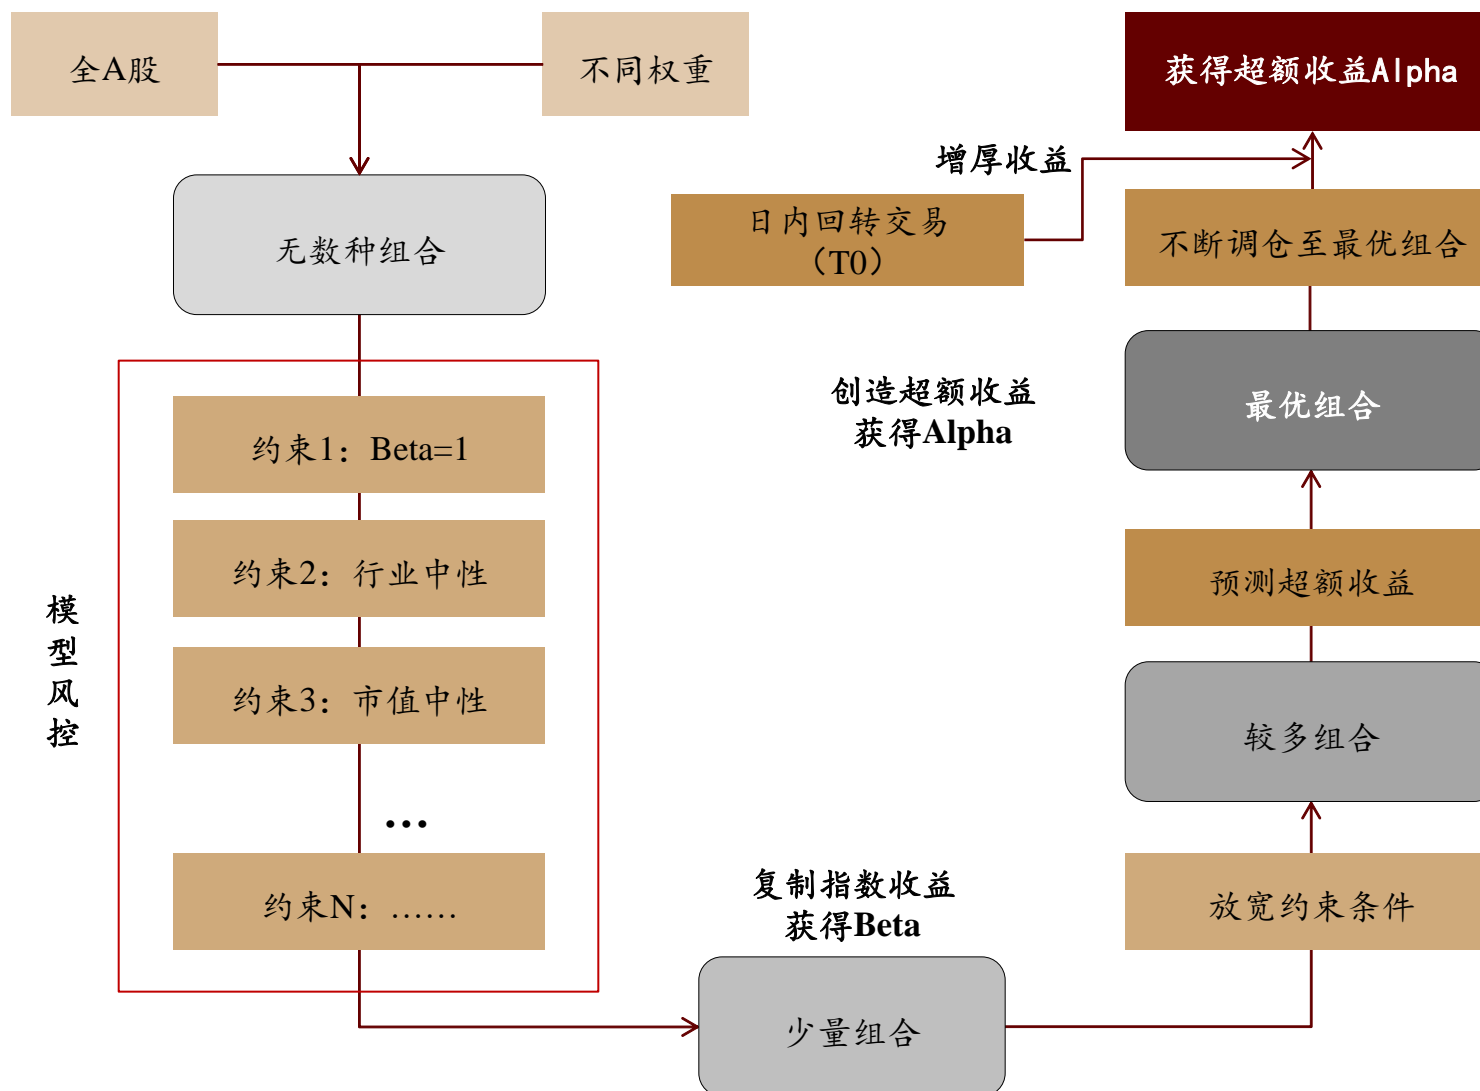 全A股
不同权重
无数种组合
模
型
风
控
约束1：Beta=1
约束2：行业中性
约束3：市值中性
…
约束N：……
复制指数收益
获得Beta
少量组合
放宽约束条件
较多组合
预测超额收益
创造超额收益
获得Alpha
最优组合
不断调仓至最优组合
日内回转交易
（T0）
增厚收益
获得超额收益Alpha